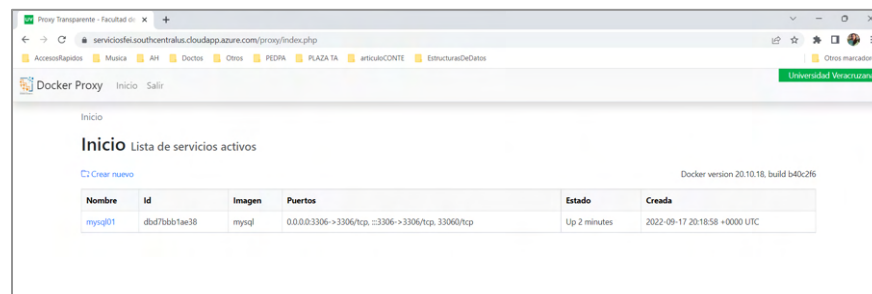 Proxy Transparente - Facultad de
serviciosfei.southcentralus.cloudapp.azure.com/proxy/index.php
AccesosRapidos Musica AH Doctos Otros PEDPA PLAZA TA articuloCONTE EstructurasDeDatos Otros marcador
Universidad Veracruzana
Docker Proxy Inicio Salir
Inicio
Inicio Lista de servicios activos
Crear nuevo Docker version 20.10.18, build b40c2f6
Nombre Id Imagen Puertos Estado Creada
mysql01 dbd7bbb1ae38 mysql 0.0.0.0:3306->3306/tcp, :::3306->3306/tcp, 33060/tcp Up 2 minutes 2022-09-17 20:18:58 +0000 UTC